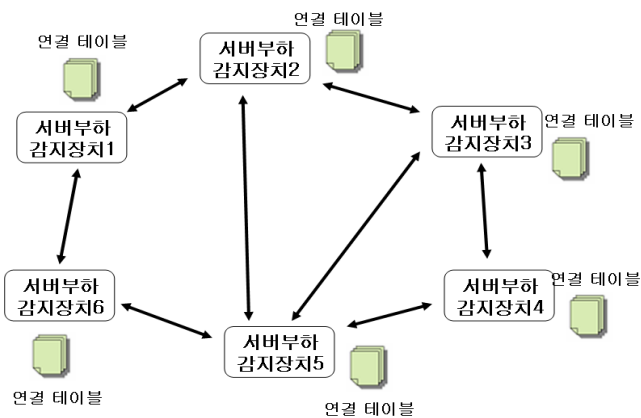 연결 테이블
서버부하
감지장치2
연결 테이블
서버부하
감지장치1
서버부하
감지장치3
연결 테이블
서버부하
감지장치6
서버부하
감지장치4
연결 테이블
서버부하
감지장치5
연결 테이블
연결 테이블